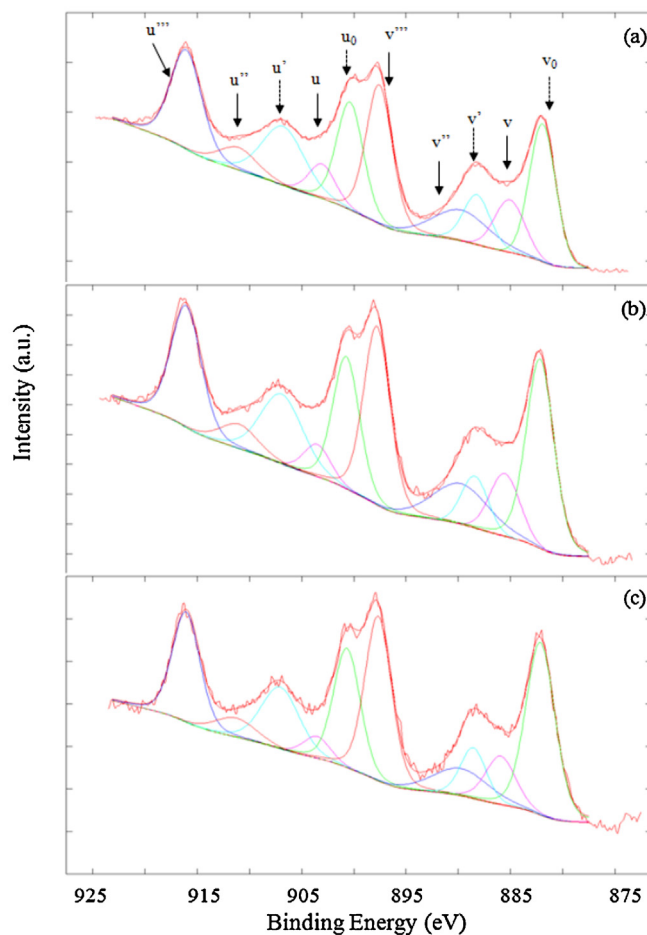 (a)
u''' u'' u' u u₀ v''' v'' v' v v₀
(b)
Intensity (a.u.)
(c)
925 915 905 895 885 875
Binding Energy (eV)